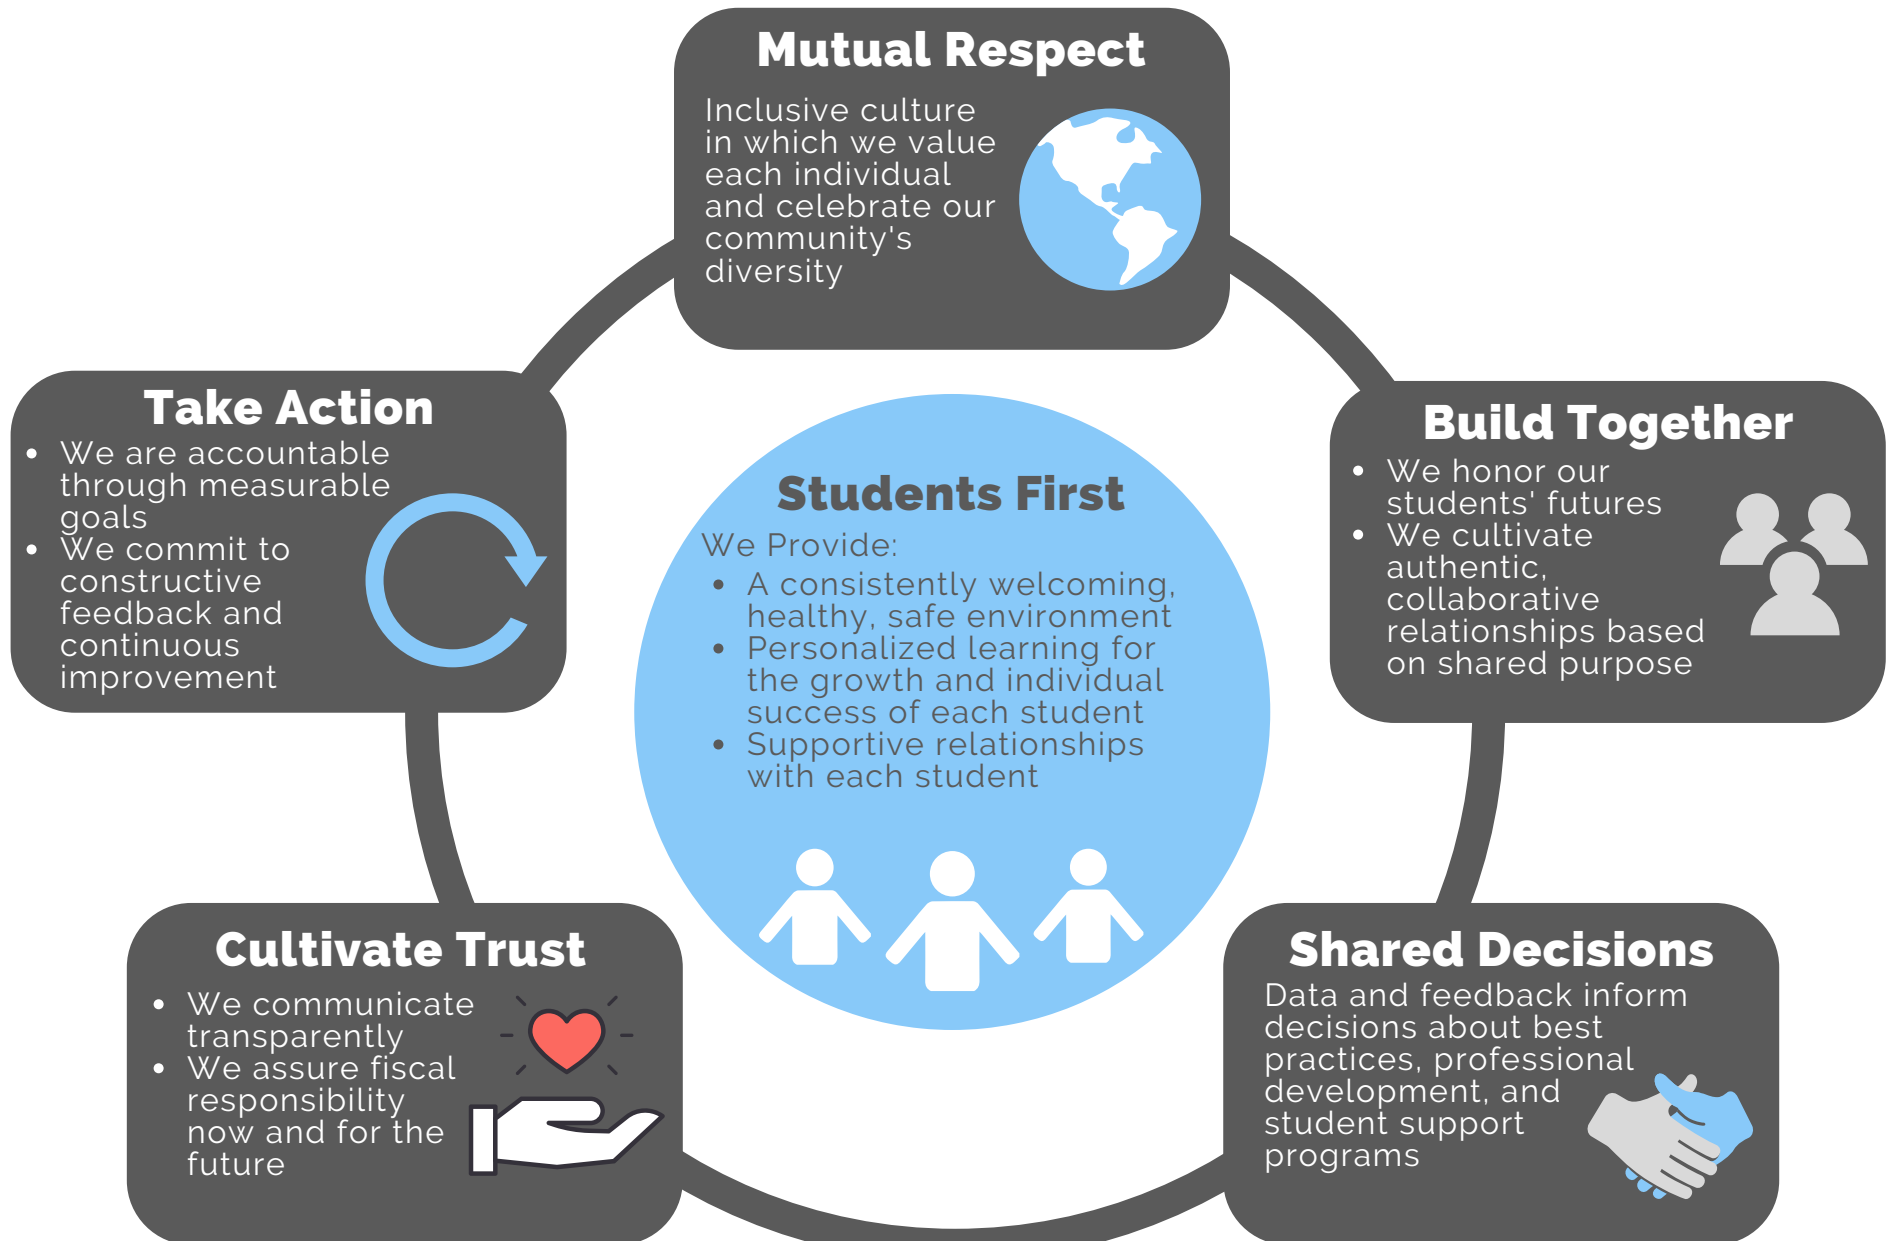 Mutual Respect
Inclusive culture
in which we value
each individual
and celebrate our
community's
diversity
Take Action
• We are accountable
through measurable
goals
• We commit to
constructive
feedback and
continuous
improvement
Students First
We Provide:
• A consistently welcoming,
healthy, safe environment
• Personalized learning for
the growth and individual
success of each student
• Supportive relationships
with each student
Build Together
• We honor our
students' futures
• We cultivate
authentic,
collaborative
relationships based
on shared purpose
Cultivate Trust
• We communicate
transparently
• We assure fiscal
responsibility
now and for the
future
Shared Decisions
Data and feedback inform
decisions about best
practices, professional
development, and
student support
programs